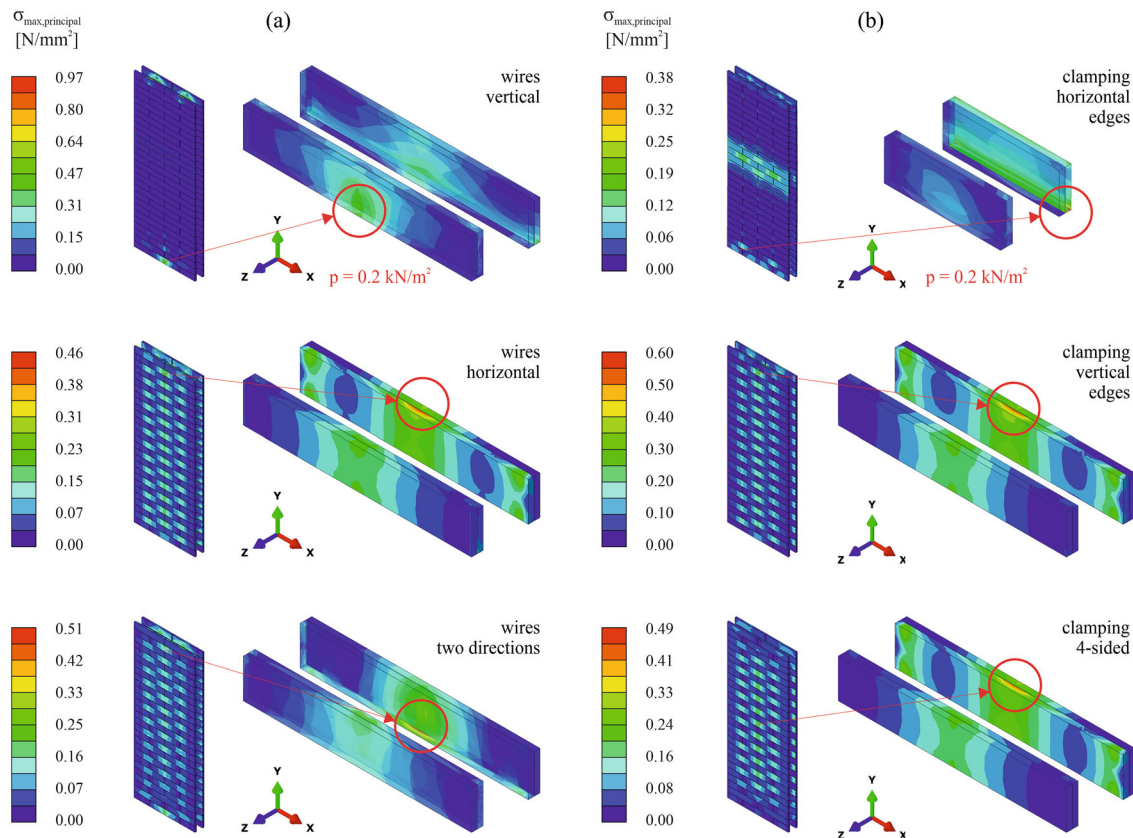 σmax,principal
[N/mm²]
(a)
0.97
0.80
0.64
0.47
0.31
0.15
0.00
wires
vertical
Y
Z
X
p = 0.2 kN/m²
0.46
0.38
0.31
0.23
0.15
0.07
0.00
wires
horizontal
Y
Z
X
0.51
0.42
0.33
0.25
0.16
0.07
0.00
wires
two directions
Y
Z
X
σmax,principal
[N/mm²]
(b)
0.38
0.32
0.25
0.19
0.12
0.06
0.00
clamping
horizontal
edges
Y
Z
X
p = 0.2 kN/m²
0.60
0.50
0.40
0.30
0.20
0.10
0.00
clamping
vertical
edges
Y
Z
X
0.49
0.41
0.33
0.24
0.16
0.08
0.00
clamping
4-sided
Y
Z
X